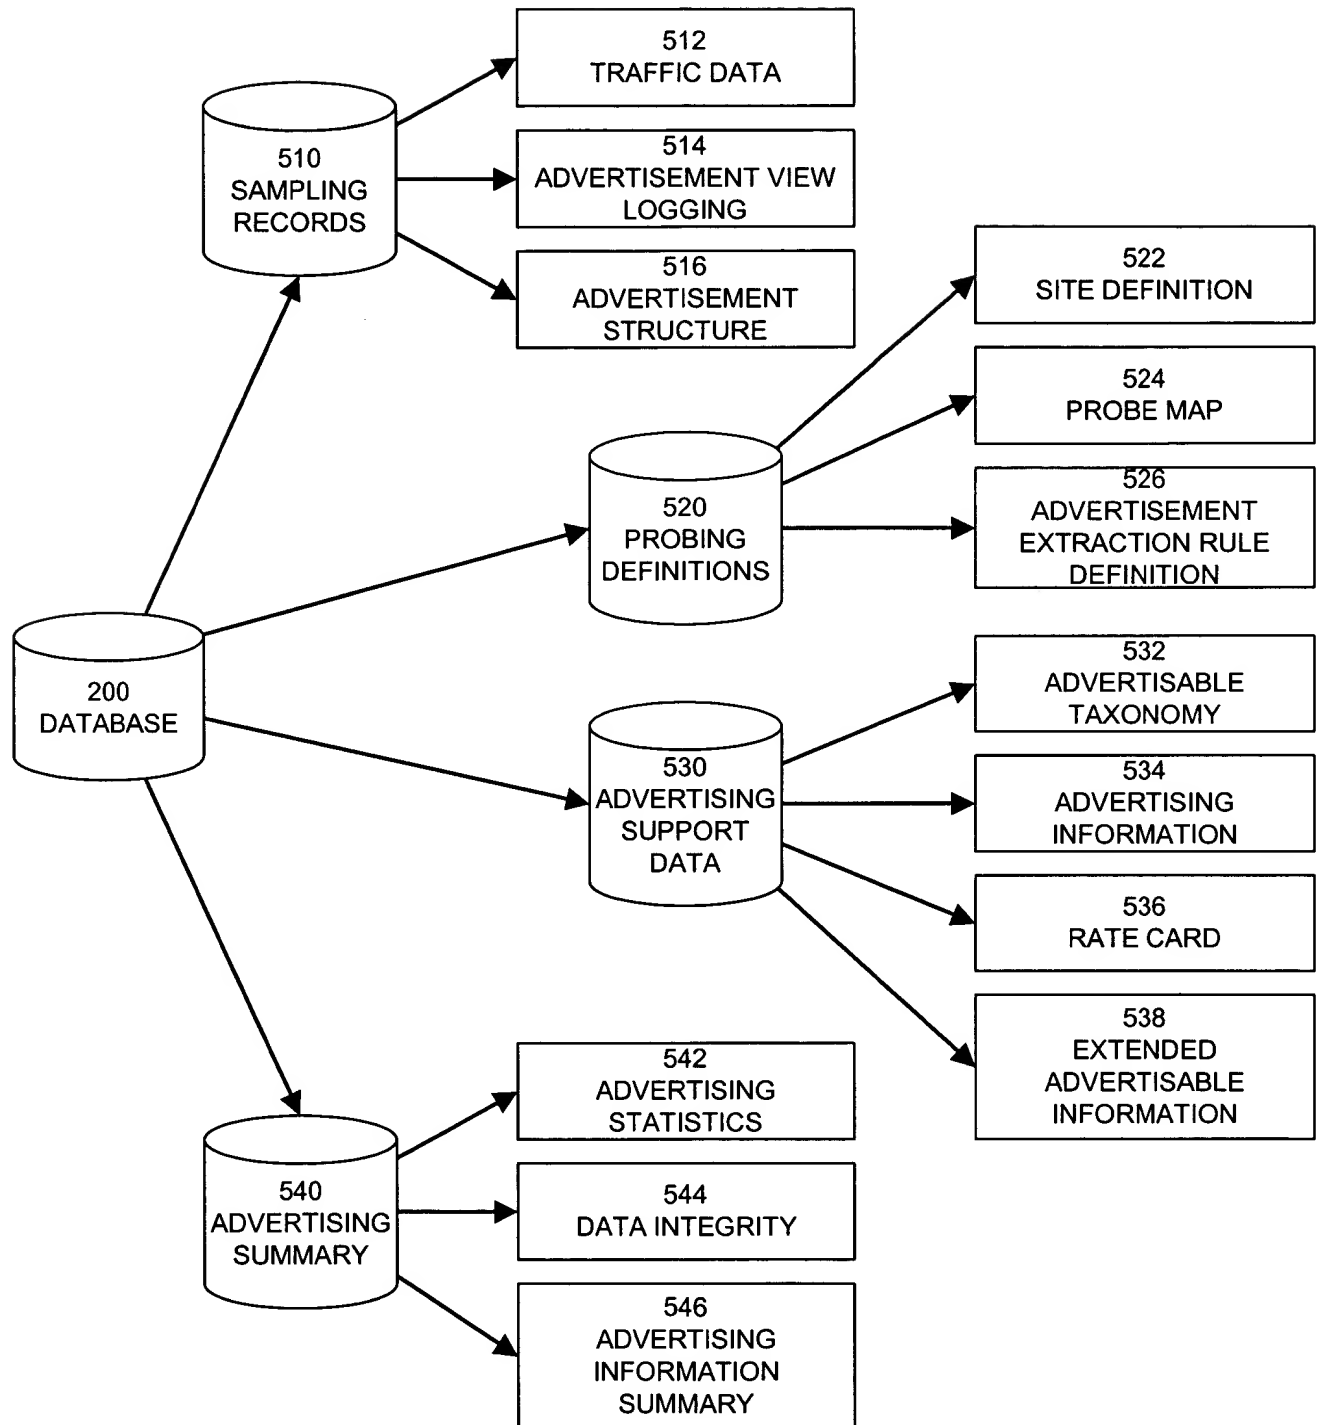 512
TRAFFIC DATA
510
SAMPLING
RECORDS
514
ADVERTISEMENT VIEW
LOGGING
516
ADVERTISEMENT
STRUCTURE
522
SITE DEFINITION
524
PROBE MAP
520
PROBING
DEFINITIONS
526
ADVERTISEMENT
EXTRACTION RULE
DEFINITION
200
DATABASE
532
ADVERTISABLE
TAXONOMY
530
ADVERTISING
SUPPORT
DATA
534
ADVERTISING
INFORMATION
536
RATE CARD
538
EXTENDED
ADVERTISABLE
INFORMATION
542
ADVERTISING
STATISTICS
540
ADVERTISING
SUMMARY
544
DATA INTEGRITY
546
ADVERTISING
INFORMATION
SUMMARY